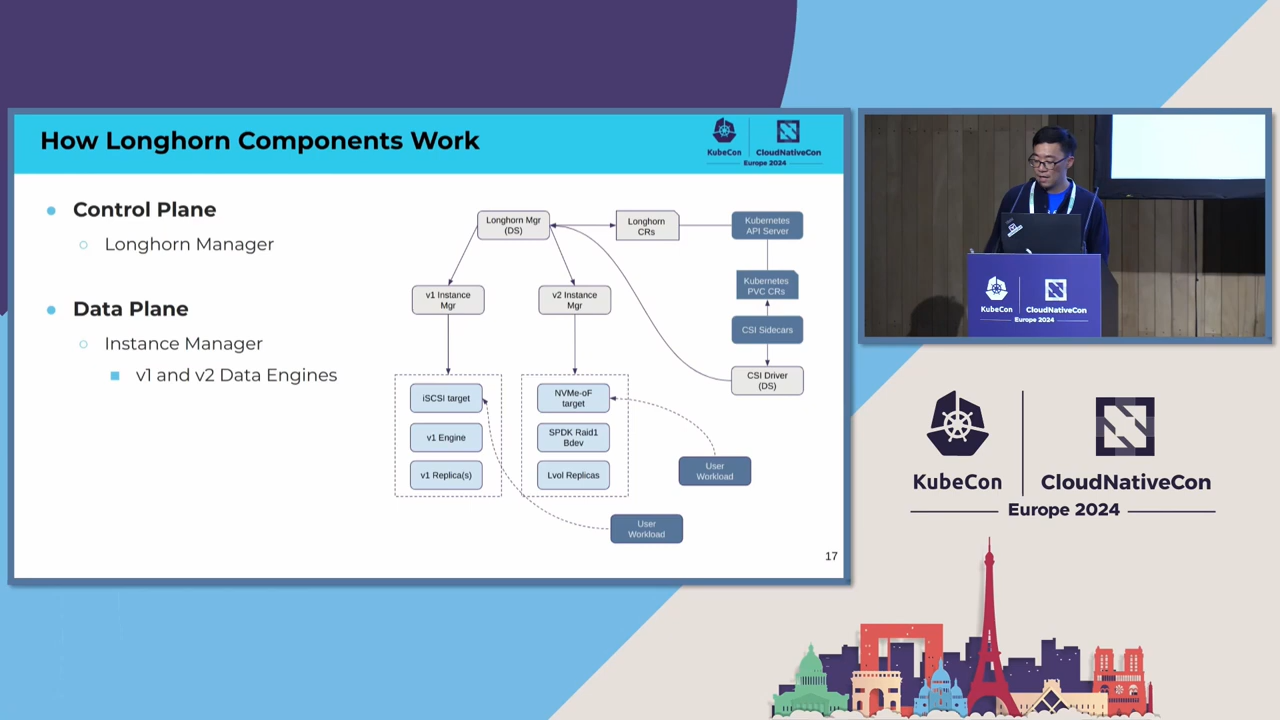 How Longhorn Components Work
KubeCon
CloudNativeCon
Europe 2024
Control Plane
Longhorn Manager
Data Plane
Instance Manager
v1 and v2 Data Engines
Longhorn Mgr
(DS)
Longhorn
CRs
Kubernetes
API Server
v1 Instance
Mgr
v2 Instance
Mgr
Kubernetes
PVC CRs
CSI Sidecars
CSI Driver
(DS)
iSCSI target
v1 Engine
v1 Replica(s)
NVMe-oF
target
SPDK Raid1
Bdev
Lvol Replicas
User
Workload
User
Workload
17
KubeCon
CloudNativeCon
Europe 2024
KubeCon
CloudNativeCon
Europe 2024